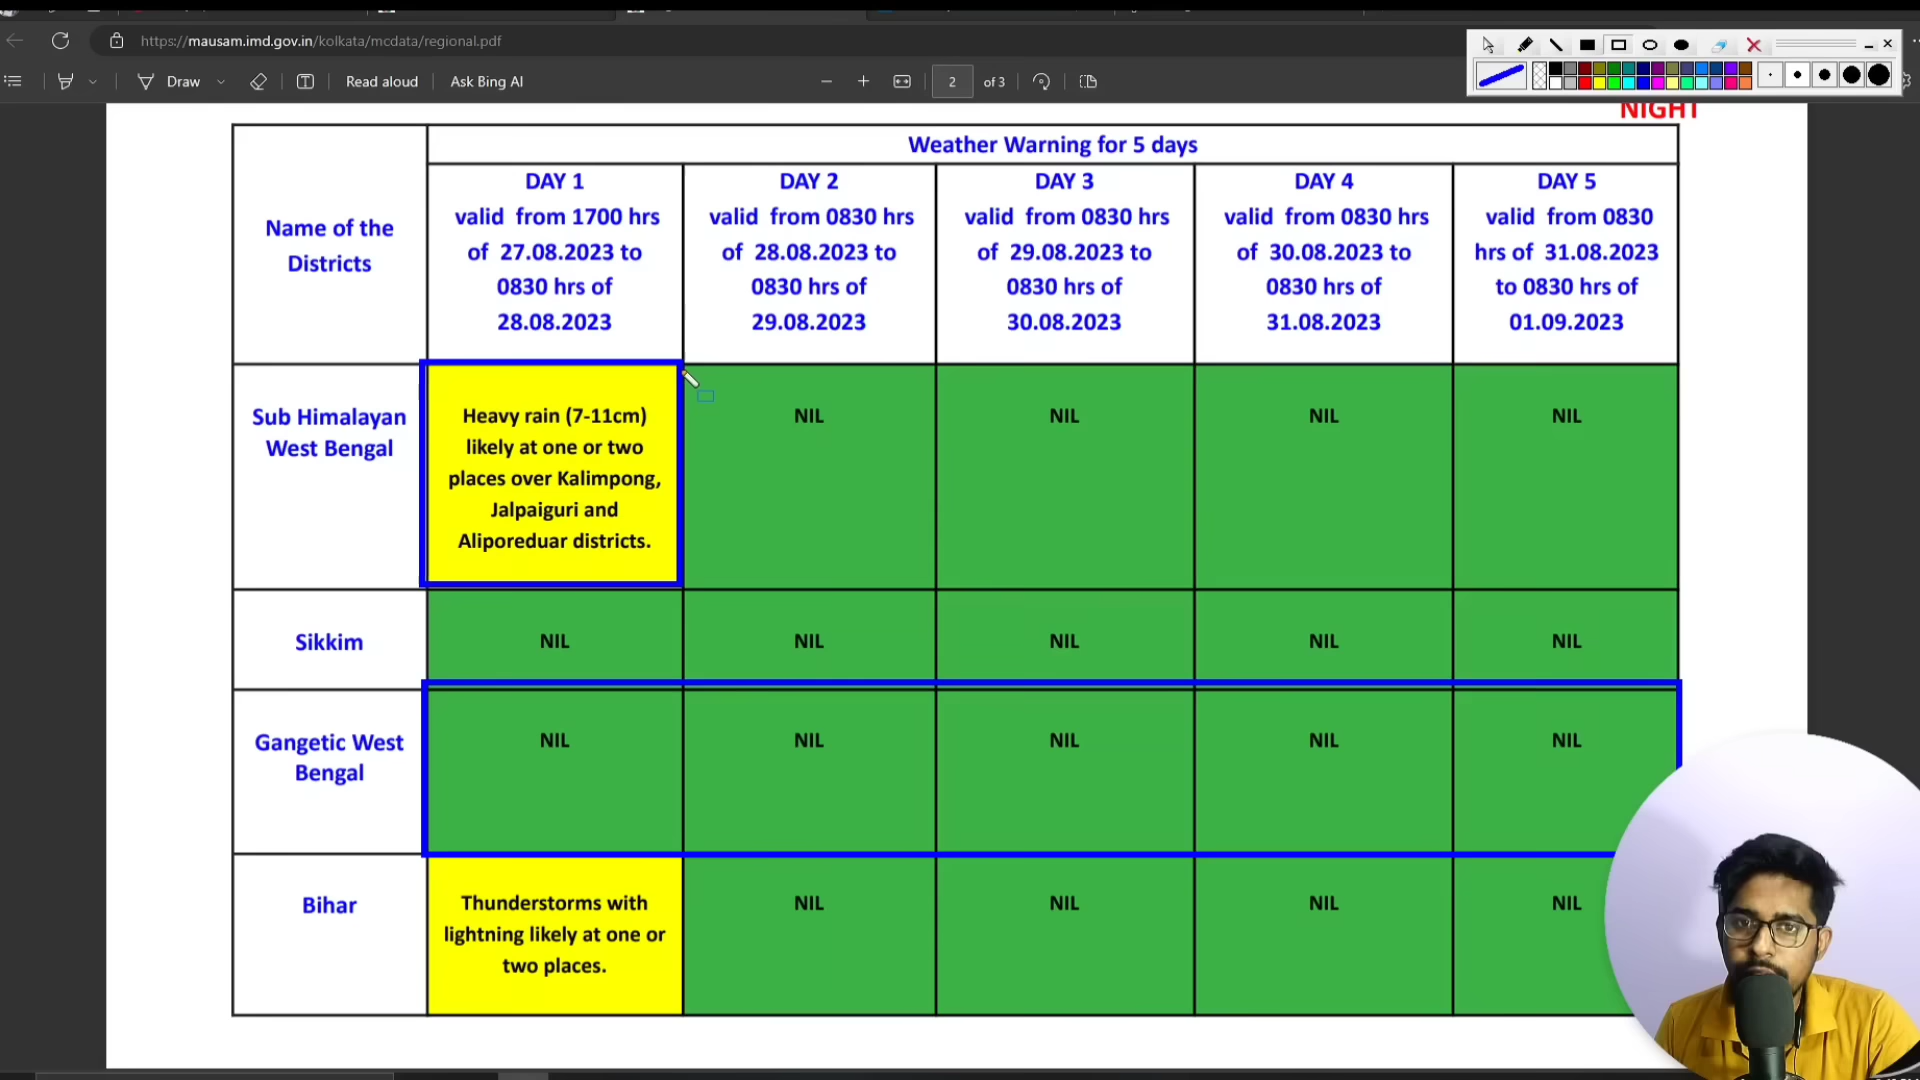 https://mausam.imd.gov.in/kolkata/mcdata/regional.pdf
Draw
Read aloud
Ask Bing AI
2
of 3
NIGHT
Name of the
Districts
Weather Warning for 5 days
DAY 1
valid from 1700 hrs
of 27.08.2023 to
0830 hrs of
28.08.2023
DAY 2
valid from 0830 hrs
of 28.08.2023 to
0830 hrs of
29.08.2023
DAY 3
valid from 0830 hrs
of 29.08.2023 to
0830 hrs of
30.08.2023
DAY 4
valid from 0830 hrs
of 30.08.2023 to
0830 hrs of
31.08.2023
DAY 5
valid from 0830
hrs of 31.08.2023
to 0830 hrs of
01.09.2023
Sub Himalayan
West Bengal
Heavy rain (7-11cm)
likely at one or two
places over Kalimpong,
Jalpaiguri and
Aliporeduar districts.
NIL
NIL
NIL
NIL
Sikkim
NIL
NIL
NIL
NIL
NIL
Gangetic West
Bengal
NIL
NIL
NIL
NIL
NIL
Bihar
Thunderstorms with
lightning likely at one or
two places.
NIL
NIL
NIL
NIL